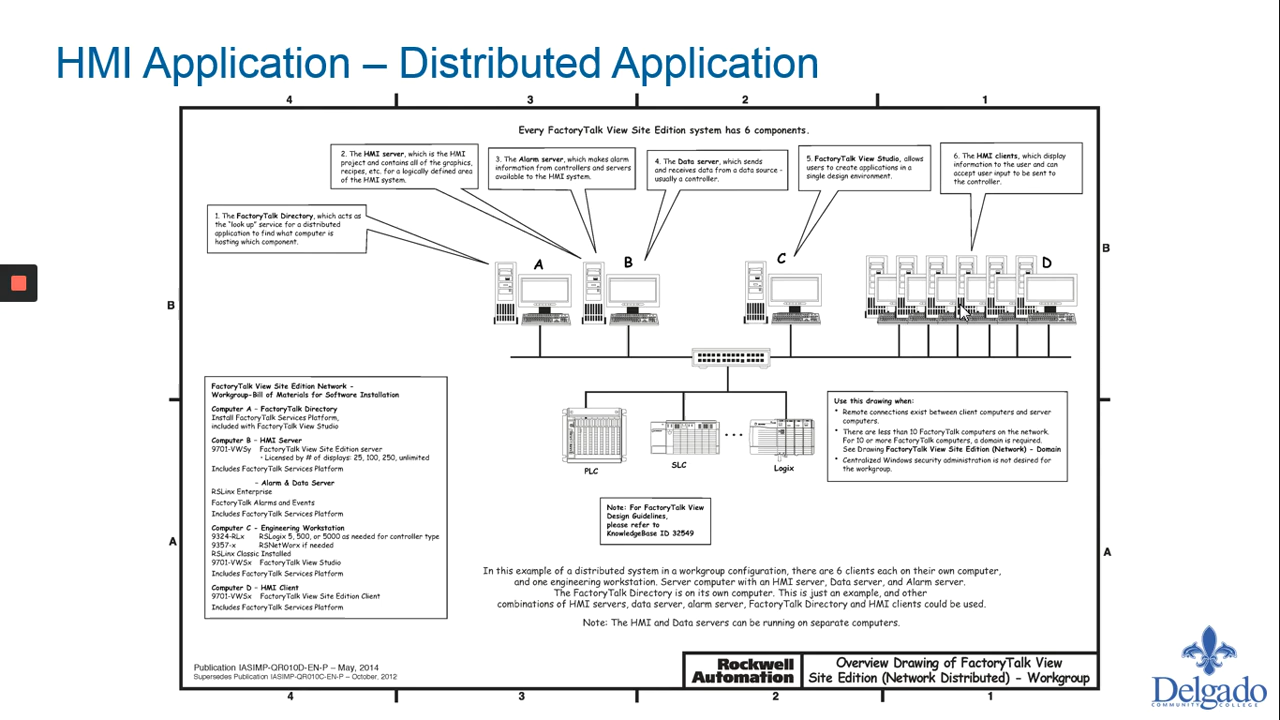 HMI Application – Distributed Application
4 3 2 1
Every FactoryTalk View Site Edition system has 6 components.
2. The HMI server, which is the HMI
project and contains all of the graphics,
recipes, etc. for a logically defined area
of the HMI system.
3. The Alarm server, which makes alarm
information from controllers and servers
available to the HMI system.
4. The Data server, which sends
and receives data from a data source -
usually a controller.
5. FactoryTalk View Studio, allows
users to create applications in a
single design environment.
6. The HMI clients, which display
information to the user and can
accept user input to be sent to
the controller.
1. The FactoryTalk Directory, which acts as
the "look up" service for a distributed
application to find what computer is
hosting which component.
A
B
C
D
B
B
PLC
SLC
Logix
FactoryTalk View Site Edition Network -
Workgroup-Bill of Materials for Software Installation
Computer A - FactoryTalk Directory
Install FactoryTalk Services Platform,
included with FactoryTalk View Studio
Computer B - HMI Server
9701-VWSy FactoryTalk View Site Edition server
- Licensed by # of displays: 25, 100, 250, unlimited
Includes FactoryTalk Services Platform
- Alarm & Data Server
RSLinx Enterprise
FactoryTalk Alarms and Events
Includes FactoryTalk Services Platform
Computer C - Engineering Workstation
9324-RLx RSLogix 5, 500, or 5000 as needed for controller type
9357-x RSNetWorx if needed
RSLinx Classic Installed
9701-VWSx FactoryTalk View Studio
Includes FactoryTalk Services Platform
Computer D - HMI Client
9701-VWSx FactoryTalk View Site Edition Client
Includes FactoryTalk Services Platform
Use this drawing when:
• Remote connections exist between client computers and server
computers.
• There are less than 10 FactoryTalk computers on the network.
For 10 or more FactoryTalk computers, a domain is required.
See Drawing FactoryTalk View Site Edition (Network) - Domain
• Centralized Windows security administration is not desired for
the workgroup.
Note: For FactoryTalk View
Design Guidelines,
please refer to
KnowledgeBase ID 32549
A
A
In this example of a distributed system in a workgroup configuration, there are 6 clients each on their own computer,
and one engineering workstation. Server computer with an HMI server, Data server, and Alarm server.
The FactoryTalk Directory is on its own computer. This is just an example, and other
combinations of HMI servers, data server, alarm server, FactoryTalk Directory and HMI clients could be used.
Note: The HMI and Data servers can be running on separate computers.
Publication IASIMP-QR010D-EN-P – May, 2014
Supersedes Publication IASIMP-QR010C-EN-P – October, 2012
Rockwell
Automation
Overview Drawing of FactoryTalk View
Site Edition (Network Distributed) - Workgroup
4 3 2 1
Delgado
COMMUNITY COLLEGE